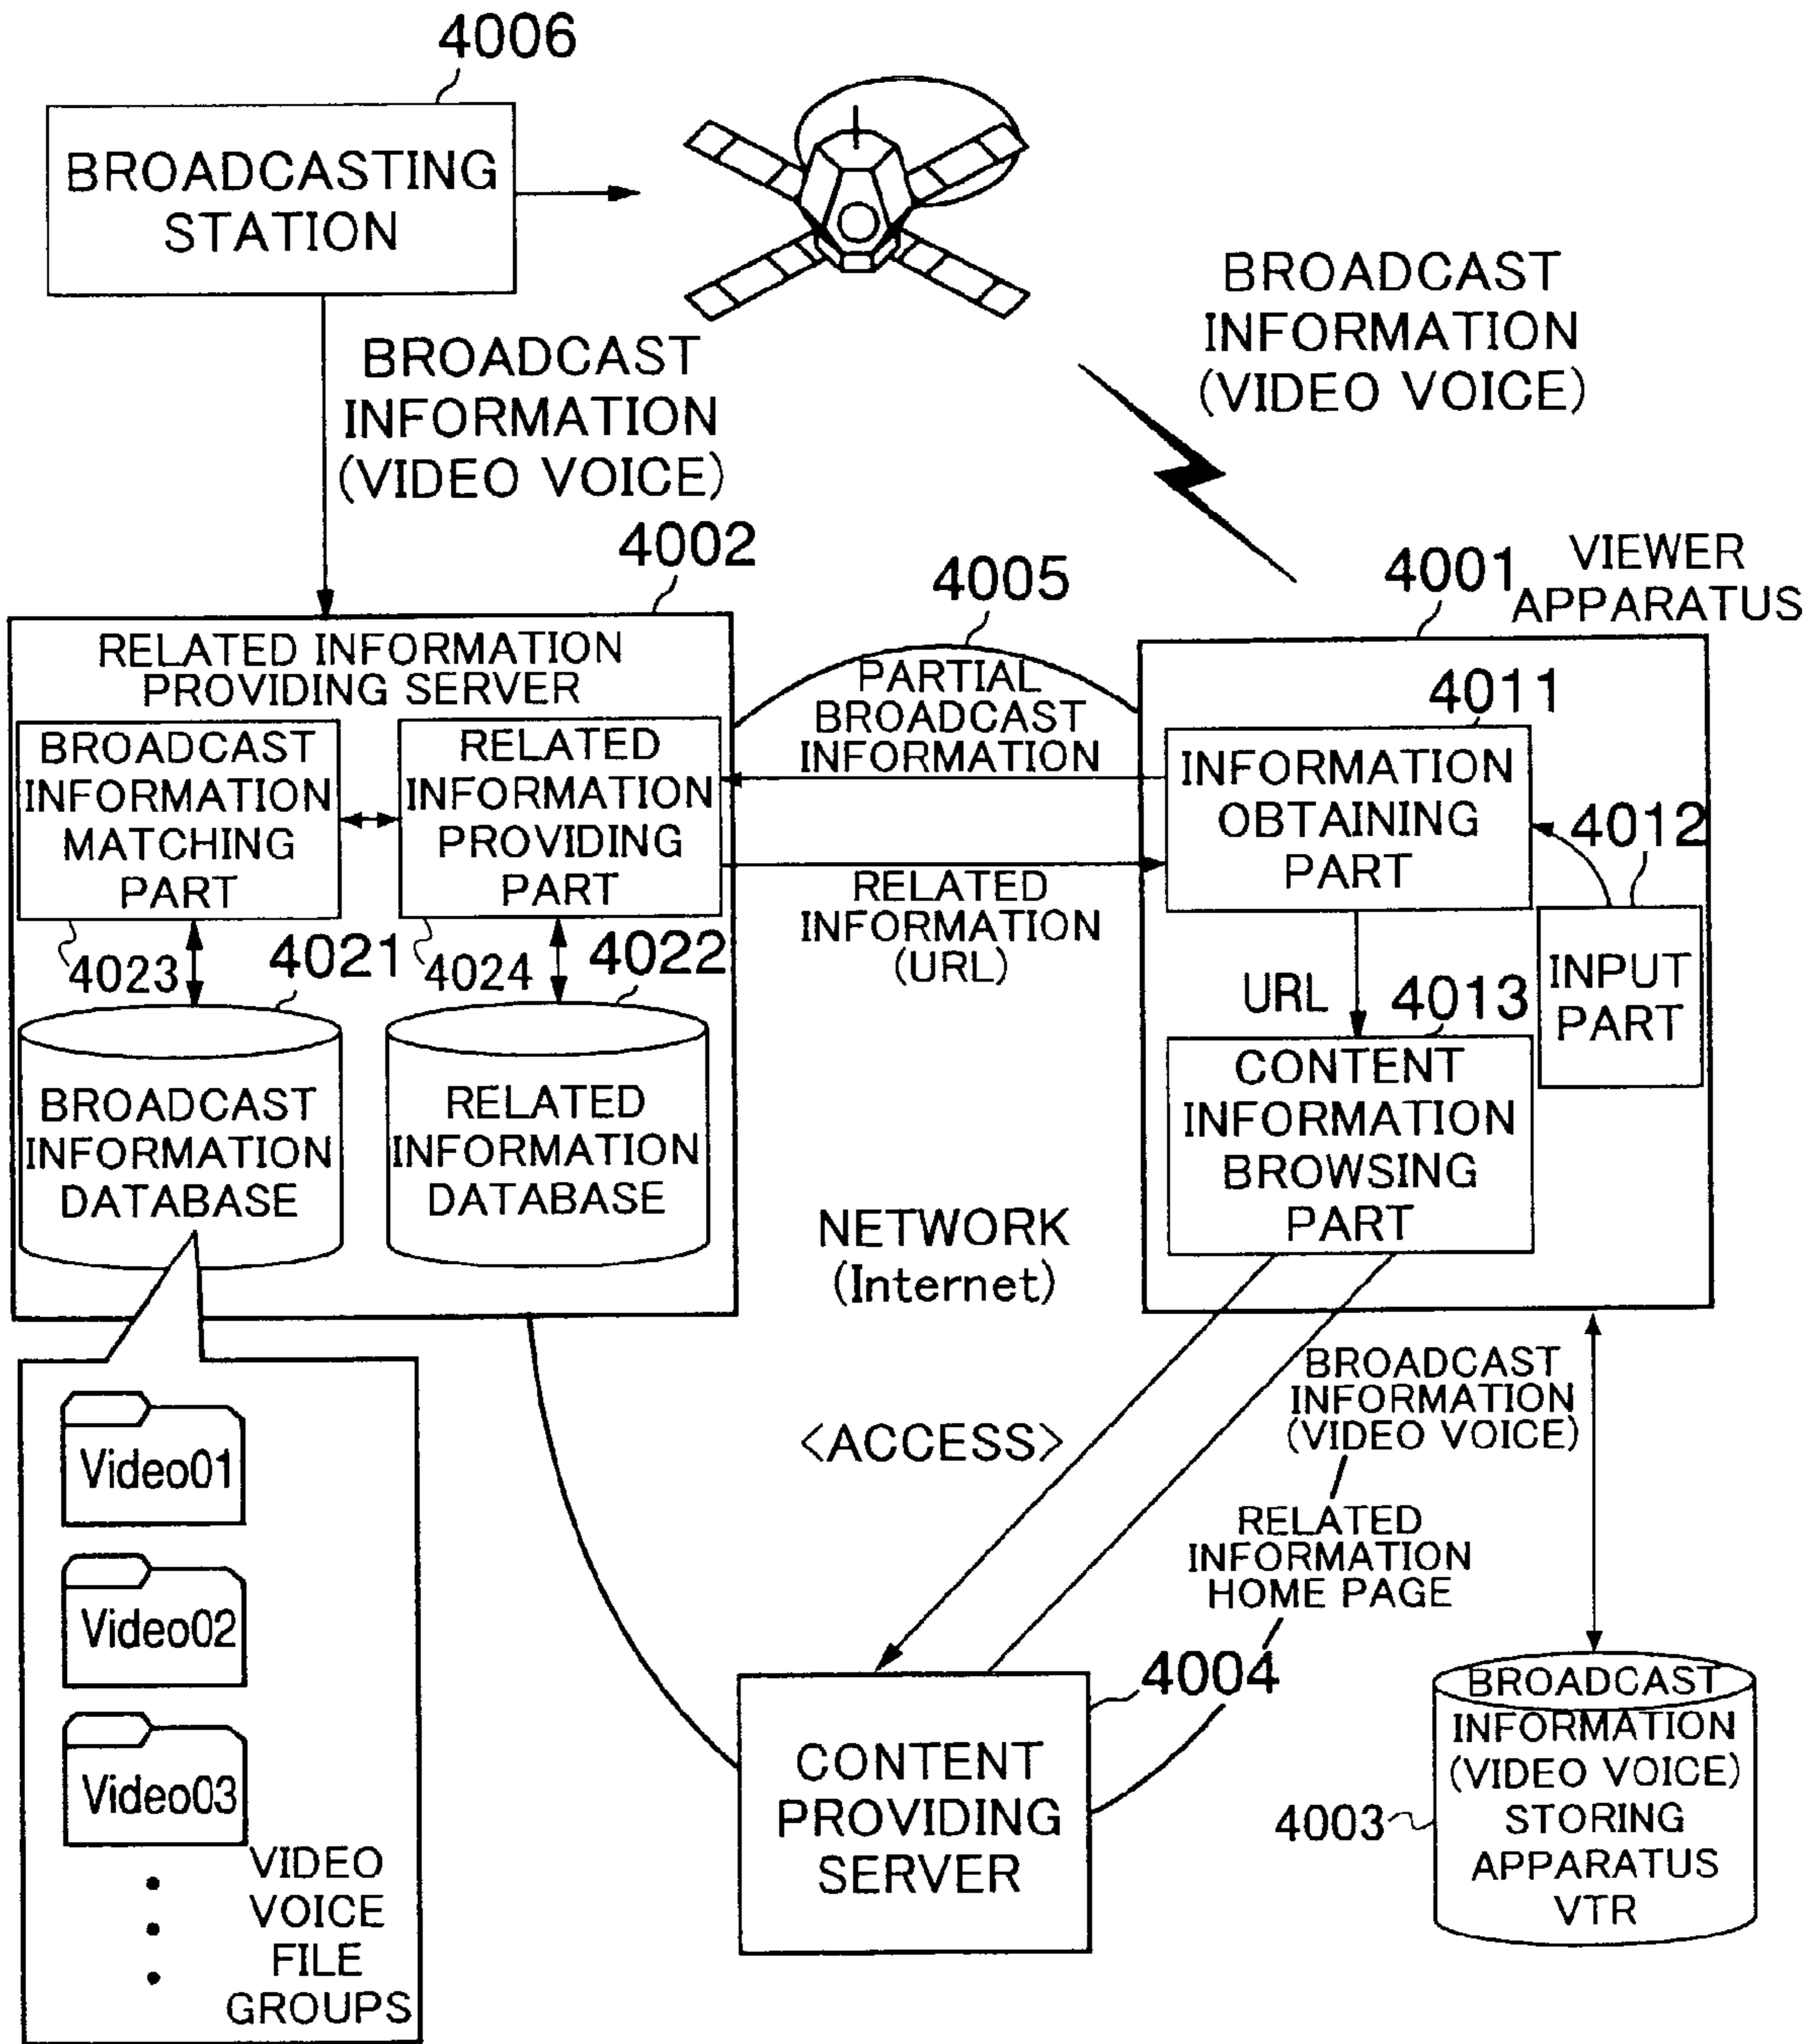 4006
BROADCASTING
STATION
BROADCAST
INFORMATION
(VIDEO VOICE)
BROADCAST
INFORMATION
(VIDEO VOICE)
4002
4005
4001
VIEWER
APPARATUS
RELATED INFORMATION
PROVIDING SERVER
BROADCAST
INFORMATION
MATCHING
PART
4023
RELATED
INFORMATION
PROVIDING
PART
4024
PARTIAL
BROADCAST
INFORMATION
RELATED
INFORMATION
(URL)
4011
INFORMATION
OBTAINING
PART
4012
INPUT
PART
URL
4013
CONTENT
INFORMATION
BROWSING
PART
4021
BROADCAST
INFORMATION
DATABASE
4022
RELATED
INFORMATION
DATABASE
NETWORK
(Internet)
Video01
Video02
Video03
VIDEO
VOICE
FILE
GROUPS
<ACCESS>
BROADCAST
INFORMATION
(VIDEO VOICE)
RELATED
INFORMATION
HOME PAGE
4004
CONTENT
PROVIDING
SERVER
4003
BROADCAST
INFORMATION
(VIDEO VOICE)
STORING
APPARATUS
VTR